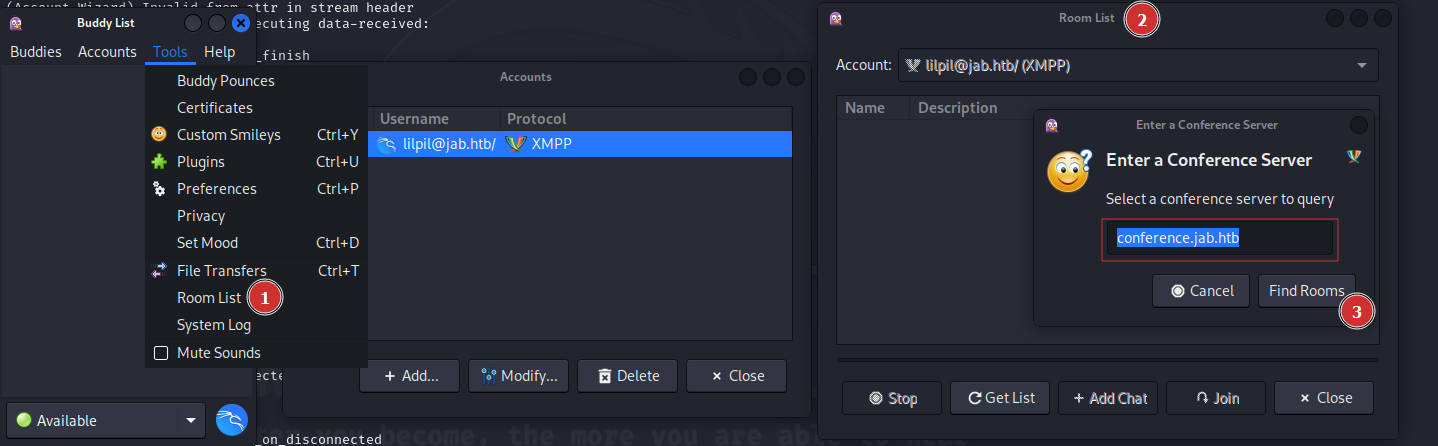 (Account Wizard) Invalid from attr in stream header
Buddy List
ecuting data-received:
_finish
Buddies Accounts Tools Help
Buddy Pounces
Certificates
Custom Smileys Ctrl+Y
Plugins Ctrl+U
Preferences Ctrl+P
Privacy
Set Mood Ctrl+D
File Transfers Ctrl+T
Room List 1
System Log
Mute Sounds
Available
Accounts
Username Protocol
lilpil@jab.htb/ XMPP
Add...
Modify...
Delete
Close
you become, the more you are able to
_on_disconnected
Room List 2
Account: lilpil@jab.htb/ (XMPP)
Name Description
Enter a Conference Server
Enter a Conference Server
Select a conference server to query
conference.jab.htb
Cancel
Find Rooms
3
Stop
Get List
Add Chat
Join
Close